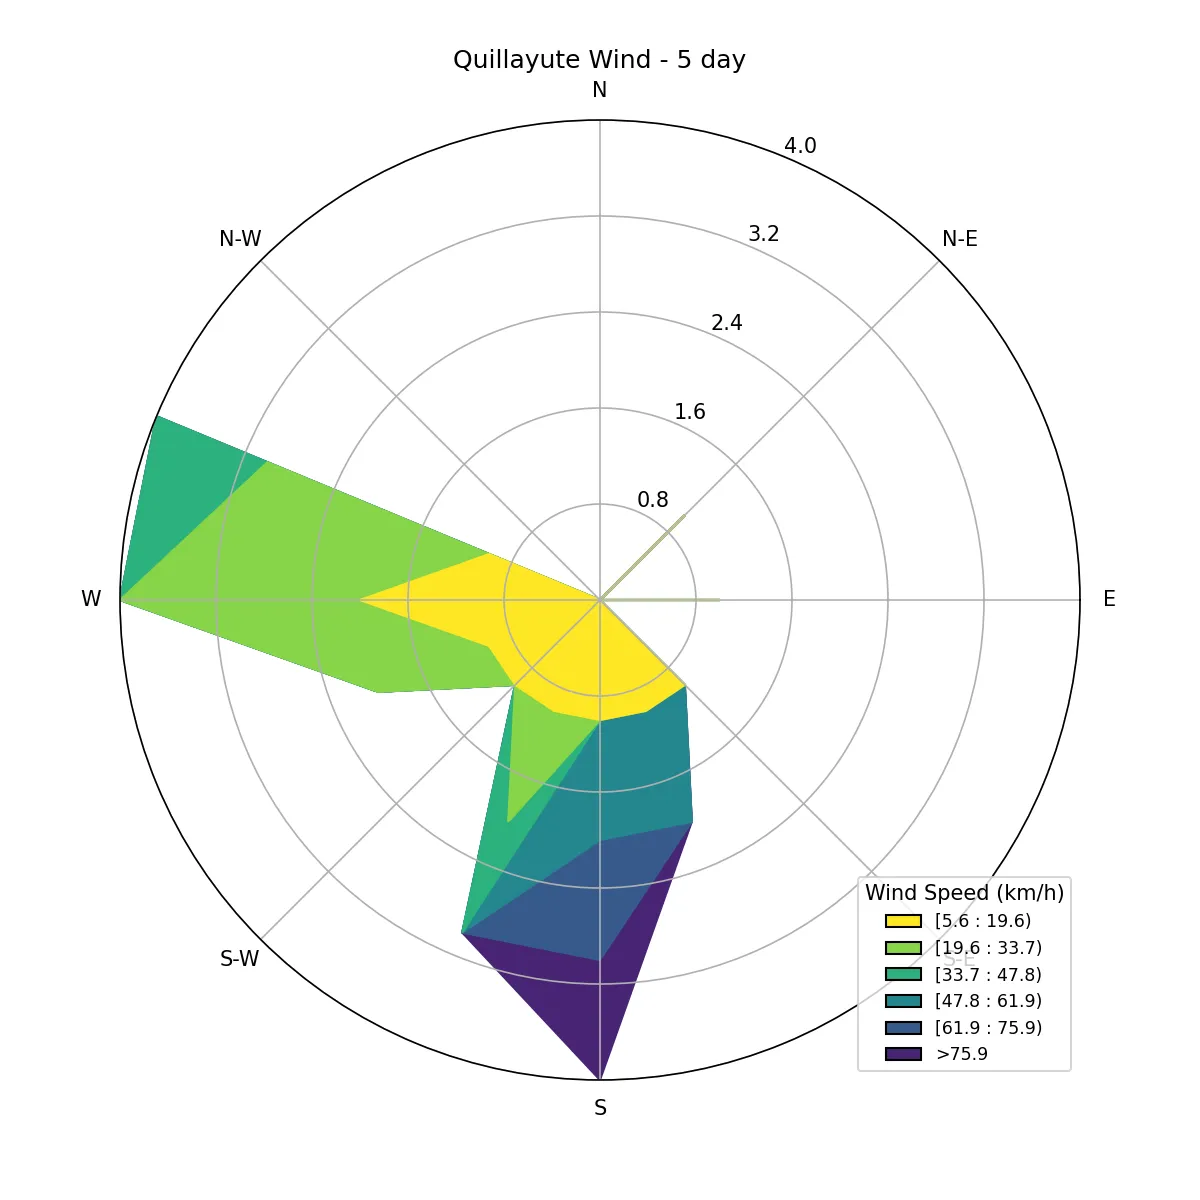 Quillayute Wind - 5 day
N
4.0
N-W
3.2
N-E
2.4
1.6
0.8
W
E
Wind Speed (km/h)
[5.6 : 19.6)
[19.6 : 33.7)
S-W
S-E
[33.7 : 47.8)
[47.8 : 61.9)
[61.9 : 75.9)
>75.9
S